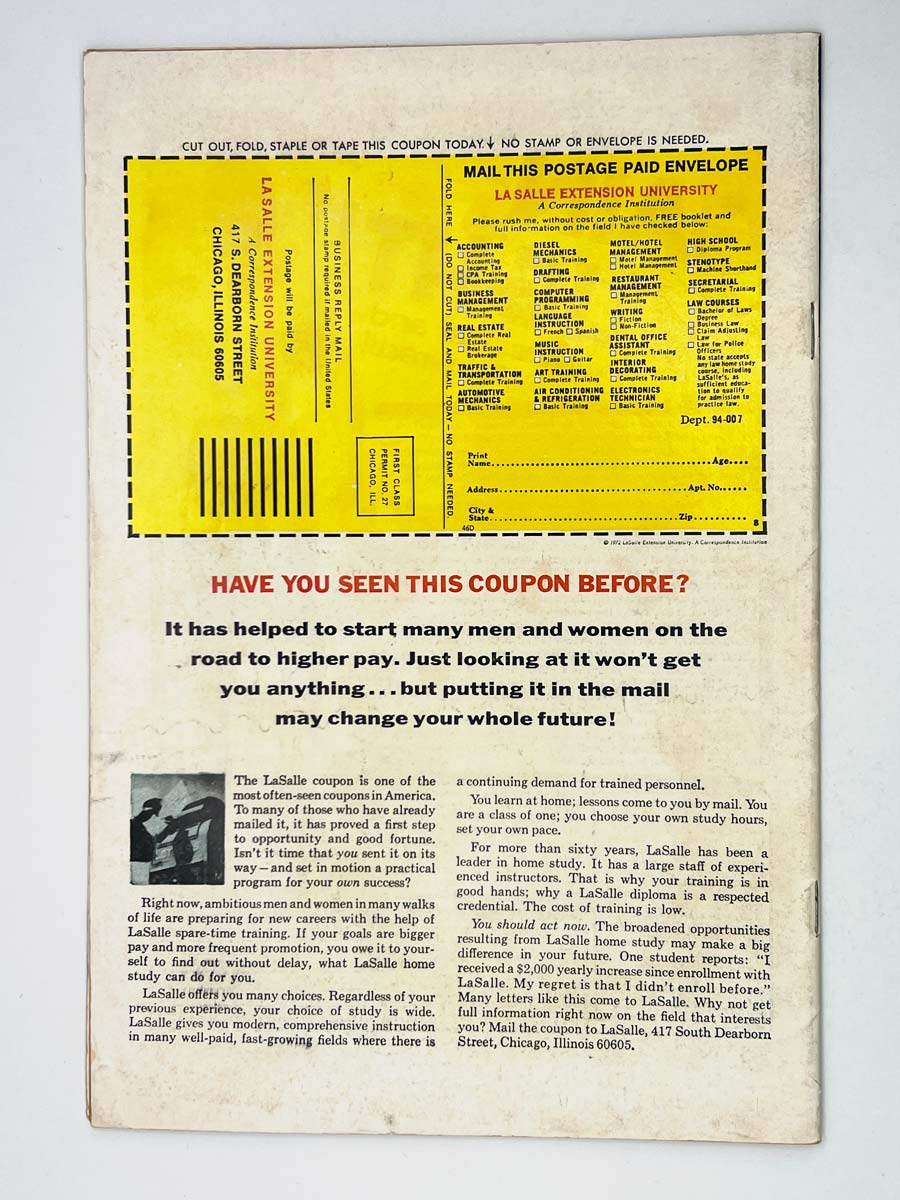 CUT OUT, FOLD, STAPLE OR TAPE THIS COUPON TODAY. ↓ NO STAMP OR ENVELOPE IS NEEDED.
LA SALLE EXTENSION UNIVERSITY
A Correspondence Institution
417 S. DEARBORN STREET
CHICAGO, ILLINOIS 60605
Postage will be paid by
BUSINESS REPLY MAIL
No postage stamp required if mailed in the United States
FIRST CLASS
PERMIT NO. 27
CHICAGO, ILL.
FOLD HERE ↓ (DO NOT CUT) SEAL AND MAIL TODAY – NO STAMP NEEDED.
MAIL THIS POSTAGE PAID ENVELOPE
LA SALLE EXTENSION UNIVERSITY
A Correspondence Institution
Please rush me, without cost or obligation, FREE booklet and
full information on the field I have checked below:
ACCOUNTING
☐ Complete
Accounting
☐ Income Tax
☐ CPA Training
☐ Bookkeeping
BUSINESS
MANAGEMENT
☐ Management
Training
REAL ESTATE
☐ Complete Real
Estate
☐ Real Estate
Brokerage
TRAFFIC &
TRANSPORTATION
☐ Complete Training
AUTOMOTIVE
MECHANICS
☐ Basic Training
DIESEL
MECHANICS
☐ Basic Training
DRAFTING
☐ Complete Training
COMPUTER
PROGRAMMING
☐ Basic Training
LANGUAGE
INSTRUCTION
☐ French ☐ Spanish
MUSIC
INSTRUCTION
☐ Piano ☐ Guitar
ART TRAINING
☐ Complete Training
AIR CONDITIONING
& REFRIGERATION
☐ Basic Training
MOTEL/HOTEL
MANAGEMENT
☐ Motel Management
☐ Hotel Management
RESTAURANT
MANAGEMENT
☐ Management
Training
WRITING
☐ Fiction
☐ Non-Fiction
DENTAL OFFICE
ASSISTANT
☐ Complete Training
INTERIOR
DECORATING
☐ Complete Training
ELECTRONICS
TECHNICIAN
☐ Basic Training
HIGH SCHOOL
☐ Diploma Program
STENOTYPE
☐ Machine Shorthand
SECRETARIAL
☐ Complete Training
LAW COURSES
☐ Bachelor of Laws
Degree
☐ Business Law
☐ Claim Adjusting
Law
☐ Law for Police
Officers
No state accepts
any law home study
course, including
LaSalle's, as
sufficient educa-
tion to qualify
for admission to
practice law.
Dept. 94-007
Print
Name........Age....
Address........Apt. No......
City &
State........Zip..........
46D
8
© 1972 LaSalle Extension University. A Correspondence Institution
HAVE YOU SEEN THIS COUPON BEFORE?
It has helped to start many men and women on the
road to higher pay. Just looking at it won't get
you anything...but putting it in the mail
may change your whole future!
The LaSalle coupon is one of the
most often-seen coupons in America.
To many of those who have already
mailed it, it has proved a first step
to opportunity and good fortune.
Isn't it time that you sent it on its
way – and set in motion a practical
program for your own success?
Right now, ambitious men and women in many walks
of life are preparing for new careers with the help of
LaSalle spare-time training. If your goals are bigger
pay and more frequent promotion, you owe it to your-
self to find out without delay, what LaSalle home
study can do for you.
LaSalle offers you many choices. Regardless of your
previous experience, your choice of study is wide.
LaSalle gives you modern, comprehensive instruction
in many well-paid, fast-growing fields where there is
a continuing demand for trained personnel.
You learn at home; lessons come to you by mail. You
are a class of one; you choose your own study hours,
set your own pace.
For more than sixty years, LaSalle has been a
leader in home study. It has a large staff of experi-
enced instructors. That is why your training is in
good hands; why a LaSalle diploma is a respected
credential. The cost of training is low.
You should act now. The broadened opportunities
resulting from LaSalle home study may make a big
difference in your future. One student reports: "I
received a $2,000 yearly increase since enrollment with
LaSalle. My regret is that I didn't enroll before."
Many letters like this come to LaSalle. Why not get
full information right now on the field that interests
you? Mail the coupon to LaSalle, 417 South Dearborn
Street, Chicago, Illinois 60605.